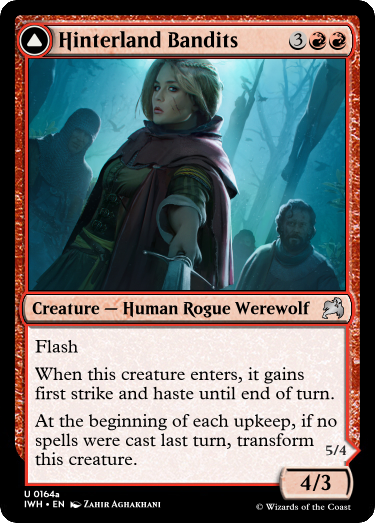 Hinterland Bandits 3
Creature — Human Rogue Werewolf
Flash
When this creature enters, it gains
first strike and haste until end of turn.
At the beginning of each upkeep, if no
spells were cast last turn, transform
this creature.
5/4
4/3
U 0164a
IWH • EN Zahir Aghakhani
© Wizards of the Coast